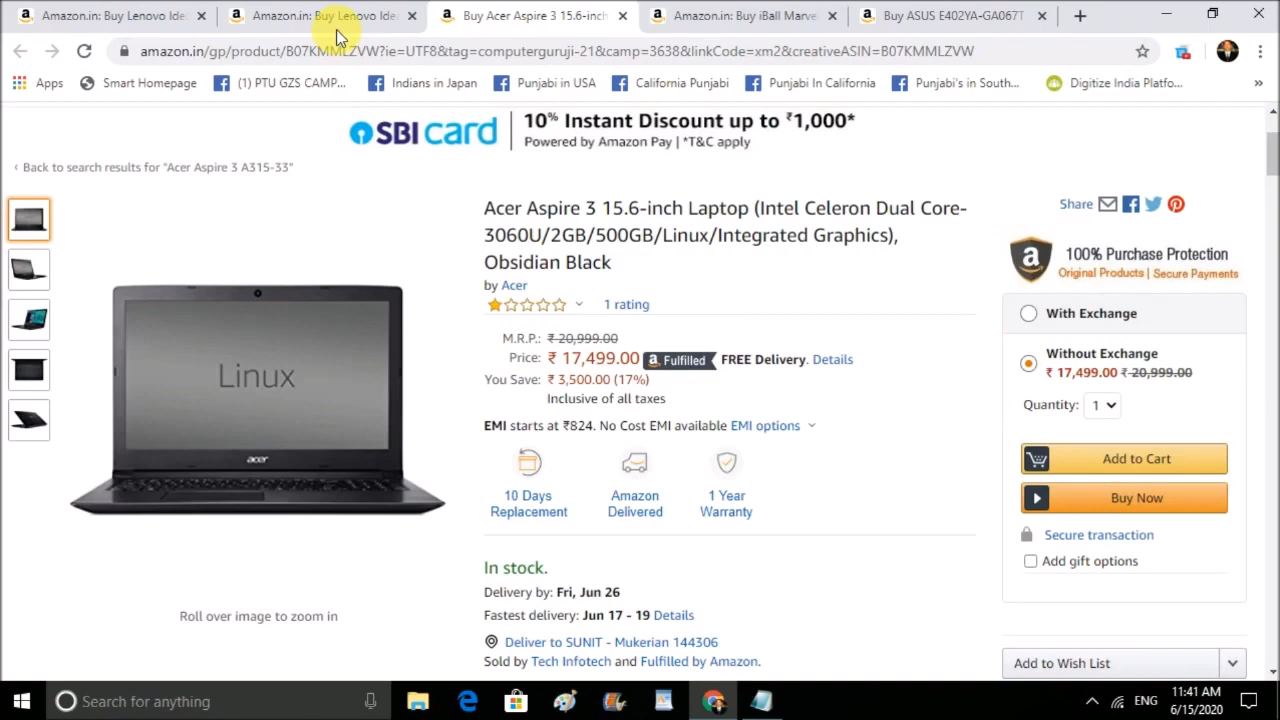 Amazon.in: Buy Lenovo Ide
Amazon.in: Buy Lenovo Ide
Buy Acer Aspire 3 15.6-inch
Amazon.in: Buy iBall Marve
Buy ASUS E402YA-GA067T
amazon.in/gp/product/B07KMMLZVW?ie=UTF8&tag=computerguruji-21&camp=3638&linkCode=xm2&creativeASIN=B07KMMLZVW
Apps
Smart Homepage
(1) PTU GZS CAMP...
Indians in Japan
Punjabi in USA
California Punjabi
Punjabi In California
Punjabi's in South...
Digitize India Platfo...
SBI card
10% Instant Discount up to ₹1,000*
Powered by Amazon Pay | *T&C apply
‹ Back to search results for "Acer Aspire 3 A315-33"
Linux
acer
Roll over image to zoom in
Acer Aspire 3 15.6-inch Laptop (Intel Celeron Dual Core-
3060U/2GB/500GB/Linux/Integrated Graphics),
Obsidian Black
by Acer
1 rating
M.R.P.: ₹ 20,999.00
Price: ₹ 17,499.00 a Fulfilled FREE Delivery. Details
You Save: ₹ 3,500.00 (17%)
Inclusive of all taxes
EMI starts at ₹824. No Cost EMI available EMI options
10 Days
Replacement
Amazon
Delivered
1 Year
Warranty
In stock.
Delivery by: Fri, Jun 26
Fastest delivery: Jun 17 - 19 Details
Deliver to SUNIT - Mukerian 144306
Sold by Tech Infotech and Fulfilled by Amazon.
Share
a
100% Purchase Protection
Original Products | Secure Payments
With Exchange
Without Exchange
₹ 17,499.00 ₹ 20,999.00
Quantity: 1
Add to Cart
Buy Now
Secure transaction
Add gift options
Add to Wish List
Search for anything
ENG
11:41 AM
6/15/2020